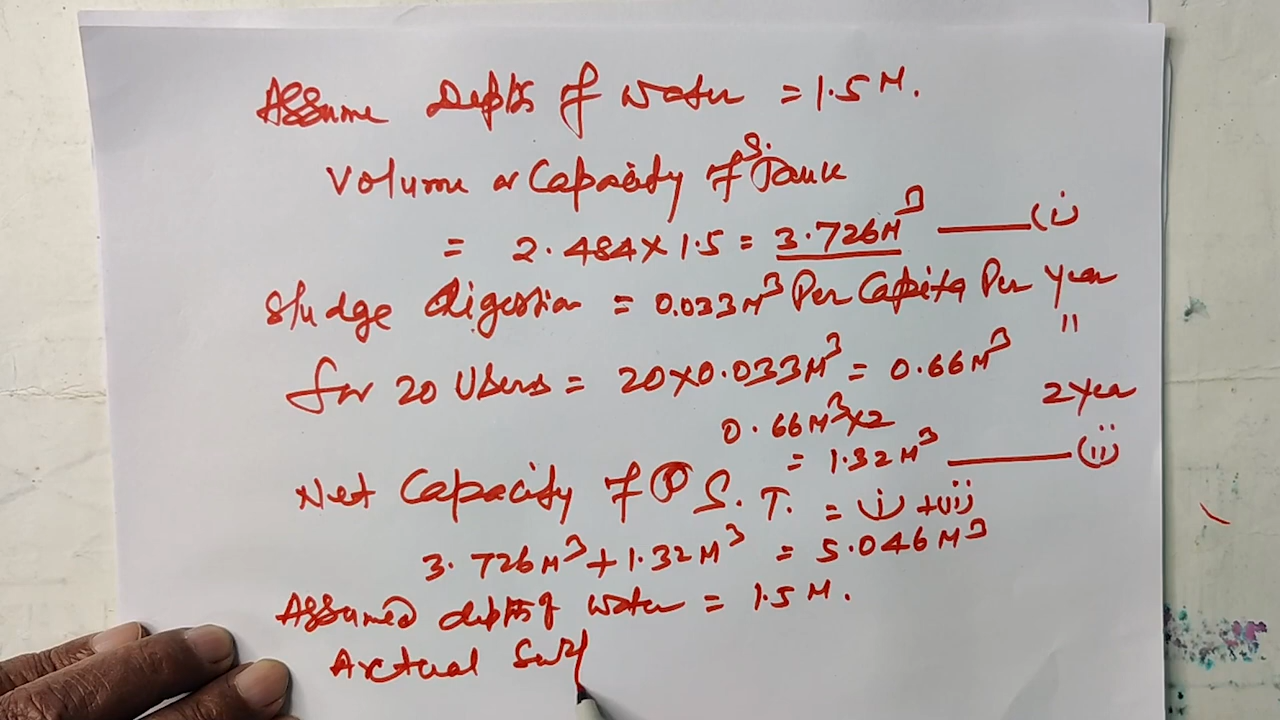 Assume Depth of water = 1.5 M.
Volume or Capacity of S. Tank
= 2.484 × 1.5 = 3.726 M³ —— (i)
Sludge digestion = 0.033 M³ Per Capita Per year
"
for 20 Users = 20 × 0.033 M³ = 0.66 M³
2 Year
0.66 M³ × 2
= 1.32 M³ —— (ii)
Net Capacity of S. T. = i) + ii)
3.726 M³ + 1.32 M³ = 5.046 M³
Assumed depth of water = 1.5 M.
Actual Surf